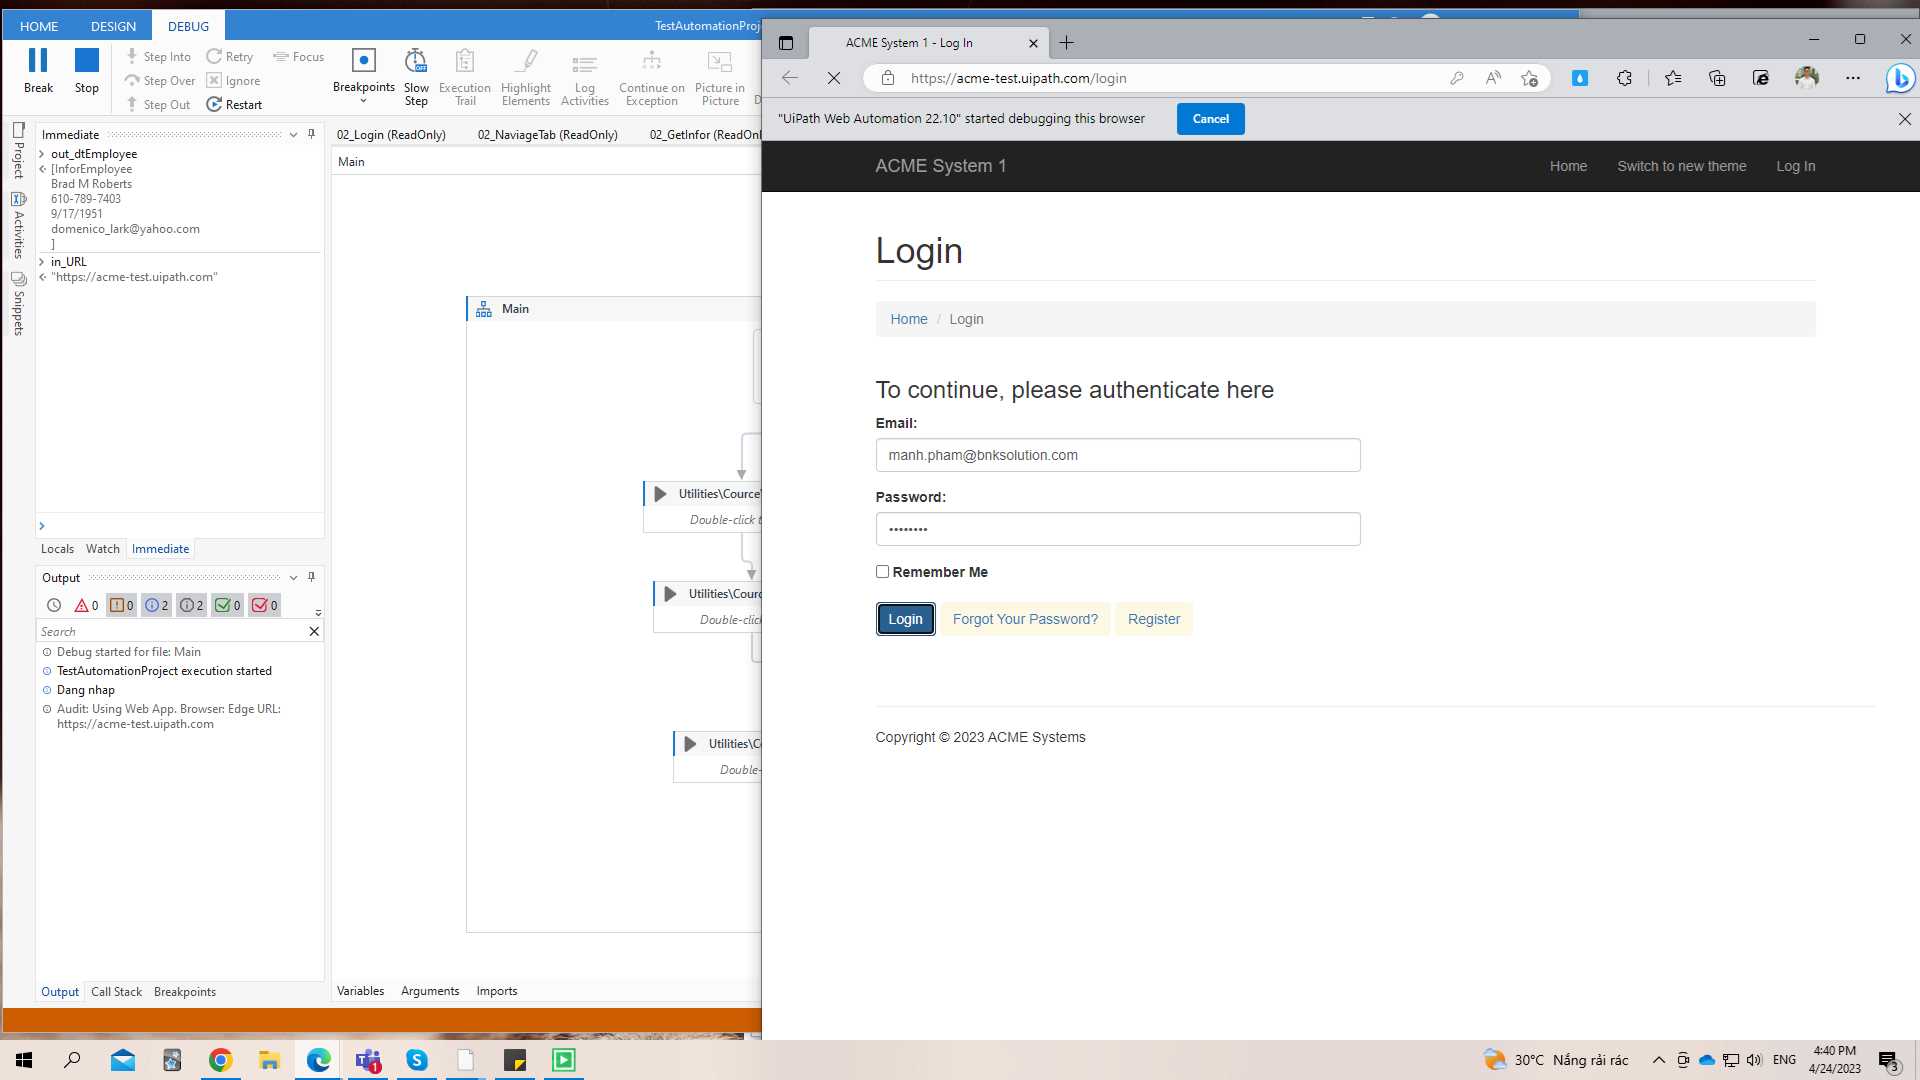 HOME DESIGN DEBUG
TestAutomationProj
Break
Stop
Step Into
Step Over
Step Out
Retry
Ignore
Restart
Focus
Breakpoints
Slow Step
Execution Trail
Highlight Elements
Log Activities
Continue on Exception
Picture in Picture
Project
Activities
Snippets
Immediate
out_dtEmployee
[InforEmployee
Brad M Roberts
610-789-7403
9/17/1951
domenico_lark@yahoo.com
]
in_URL
"https://acme-test.uipath.com"
Locals Watch Immediate
Output
0 0 2 2 0 0
Search
Debug started for file: Main
TestAutomationProject execution started
Dang nhap
Audit: Using Web App. Browser: Edge URL:
https://acme-test.uipath.com
Output Call Stack Breakpoints
02_Login (ReadOnly) 02_NaviageTab (ReadOnly) 02_GetInfor (ReadOnl
Main
Main
Utilities\Cource
Double-click t
Utilities\Courc
Double-click
Utilities\C
Double-
Variables Arguments Imports
ACME System 1 - Log In
https://acme-test.uipath.com/login
"UiPath Web Automation 22.10" started debugging this browser
Cancel
ACME System 1
Home Switch to new theme Log In
Login
Home / Login
To continue, please authenticate here
Email:
manh.pham@bnksolution.com
Password:
••••••••
Remember Me
Login Forgot Your Password? Register
Copyright © 2023 ACME Systems
1
30°C Nắng rải rác
ENG
4:40 PM
4/24/2023
3